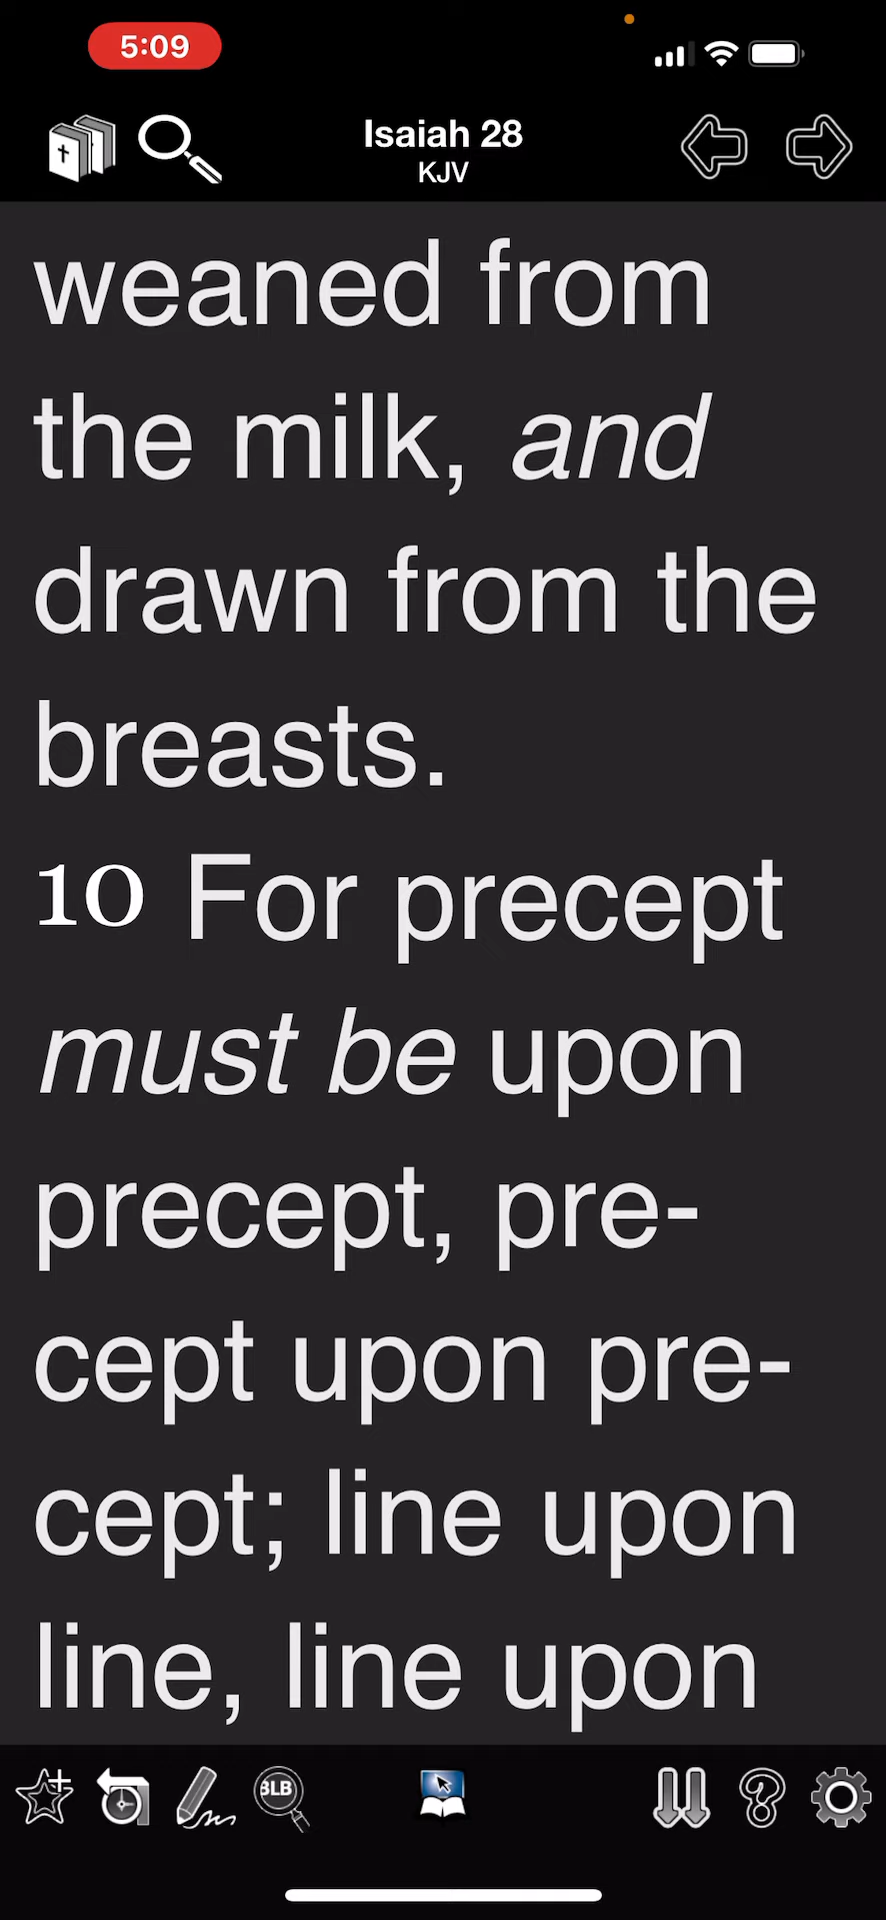 5:09
Isaiah 28
KJV
weaned from
the milk, and
drawn from the
breasts.
10 For precept
must be upon
precept, pre-
cept upon pre-
cept; line upon
line, line upon
BLB